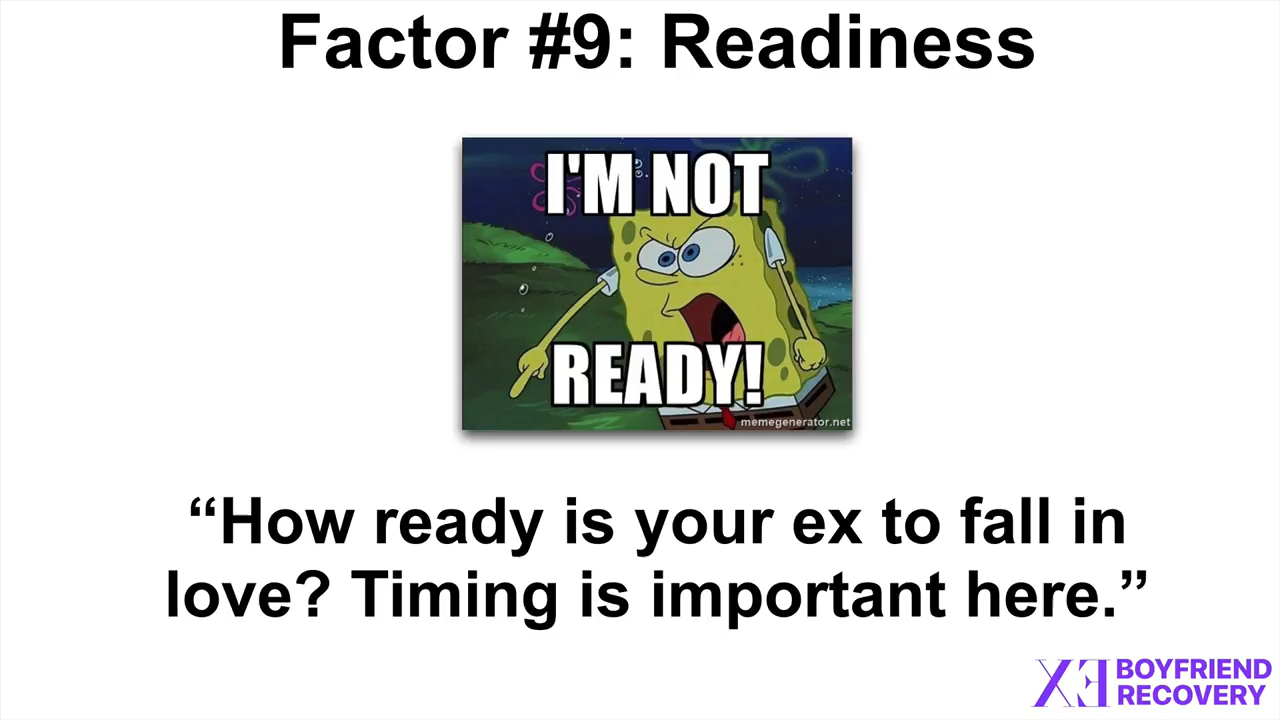 Factor #9: Readiness
I'M NOT
READY!
memegenerator.net
“How ready is your ex to fall in
love? Timing is important here.”
EX BOYFRIEND
RECOVERY